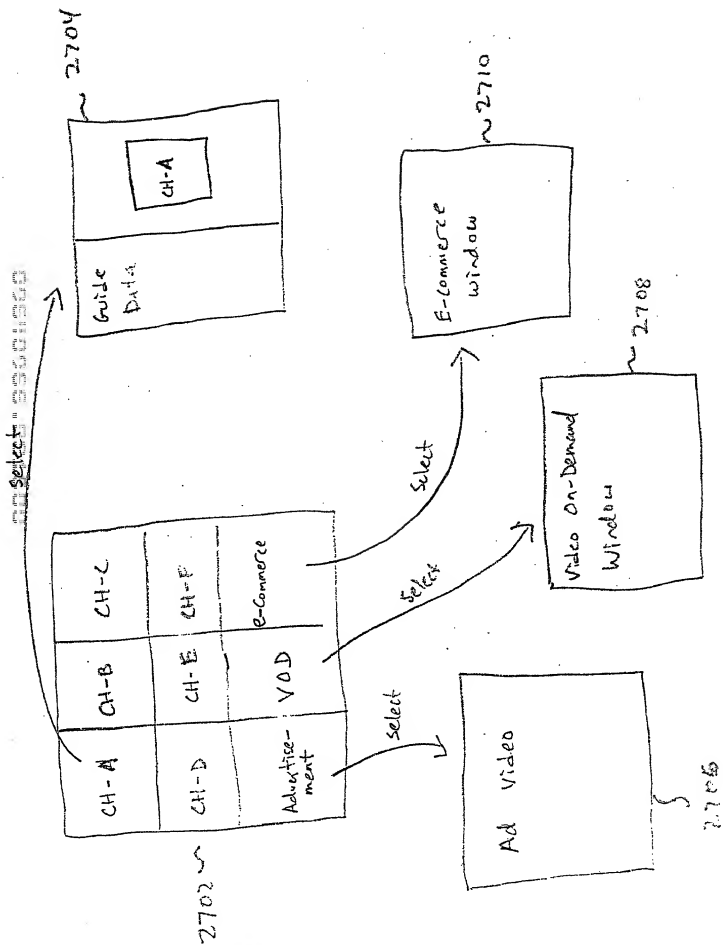 select
2704
Guide
Data
CH-A
CH-A
CH-B
CH-C
CH-D
CH-E
CH-F
Advertise-
ment
VOD
e-Commerce
2702
select
Select
Select
E-Commerce
window
2710
Video On-Demand
Window
2708
Ad Video
2706